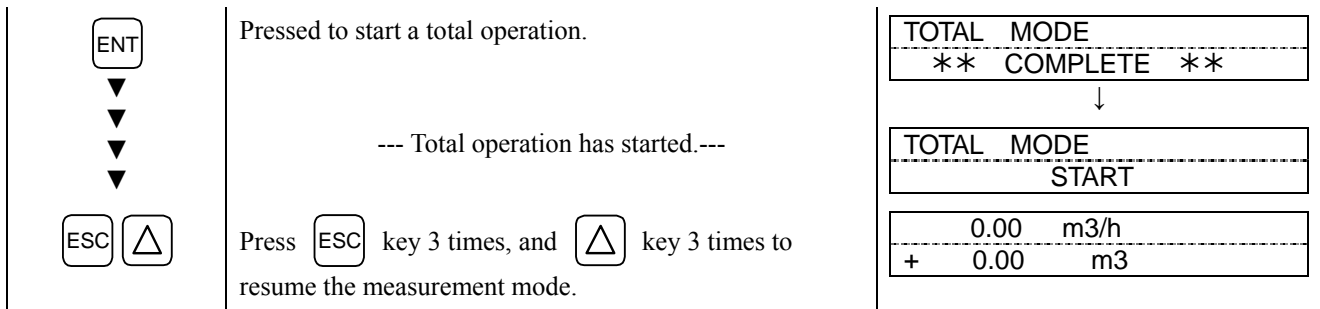 ENT
Pressed to start a total operation.
TOTAL MODE
** COMPLETE **
▼
▼
▼
▼
↓
--- Total operation has started.---
TOTAL MODE
START
ESC △
Press ESC key 3 times, and △ key 3 times to
resume the measurement mode.
0.00 m3/h
+ 0.00 m3